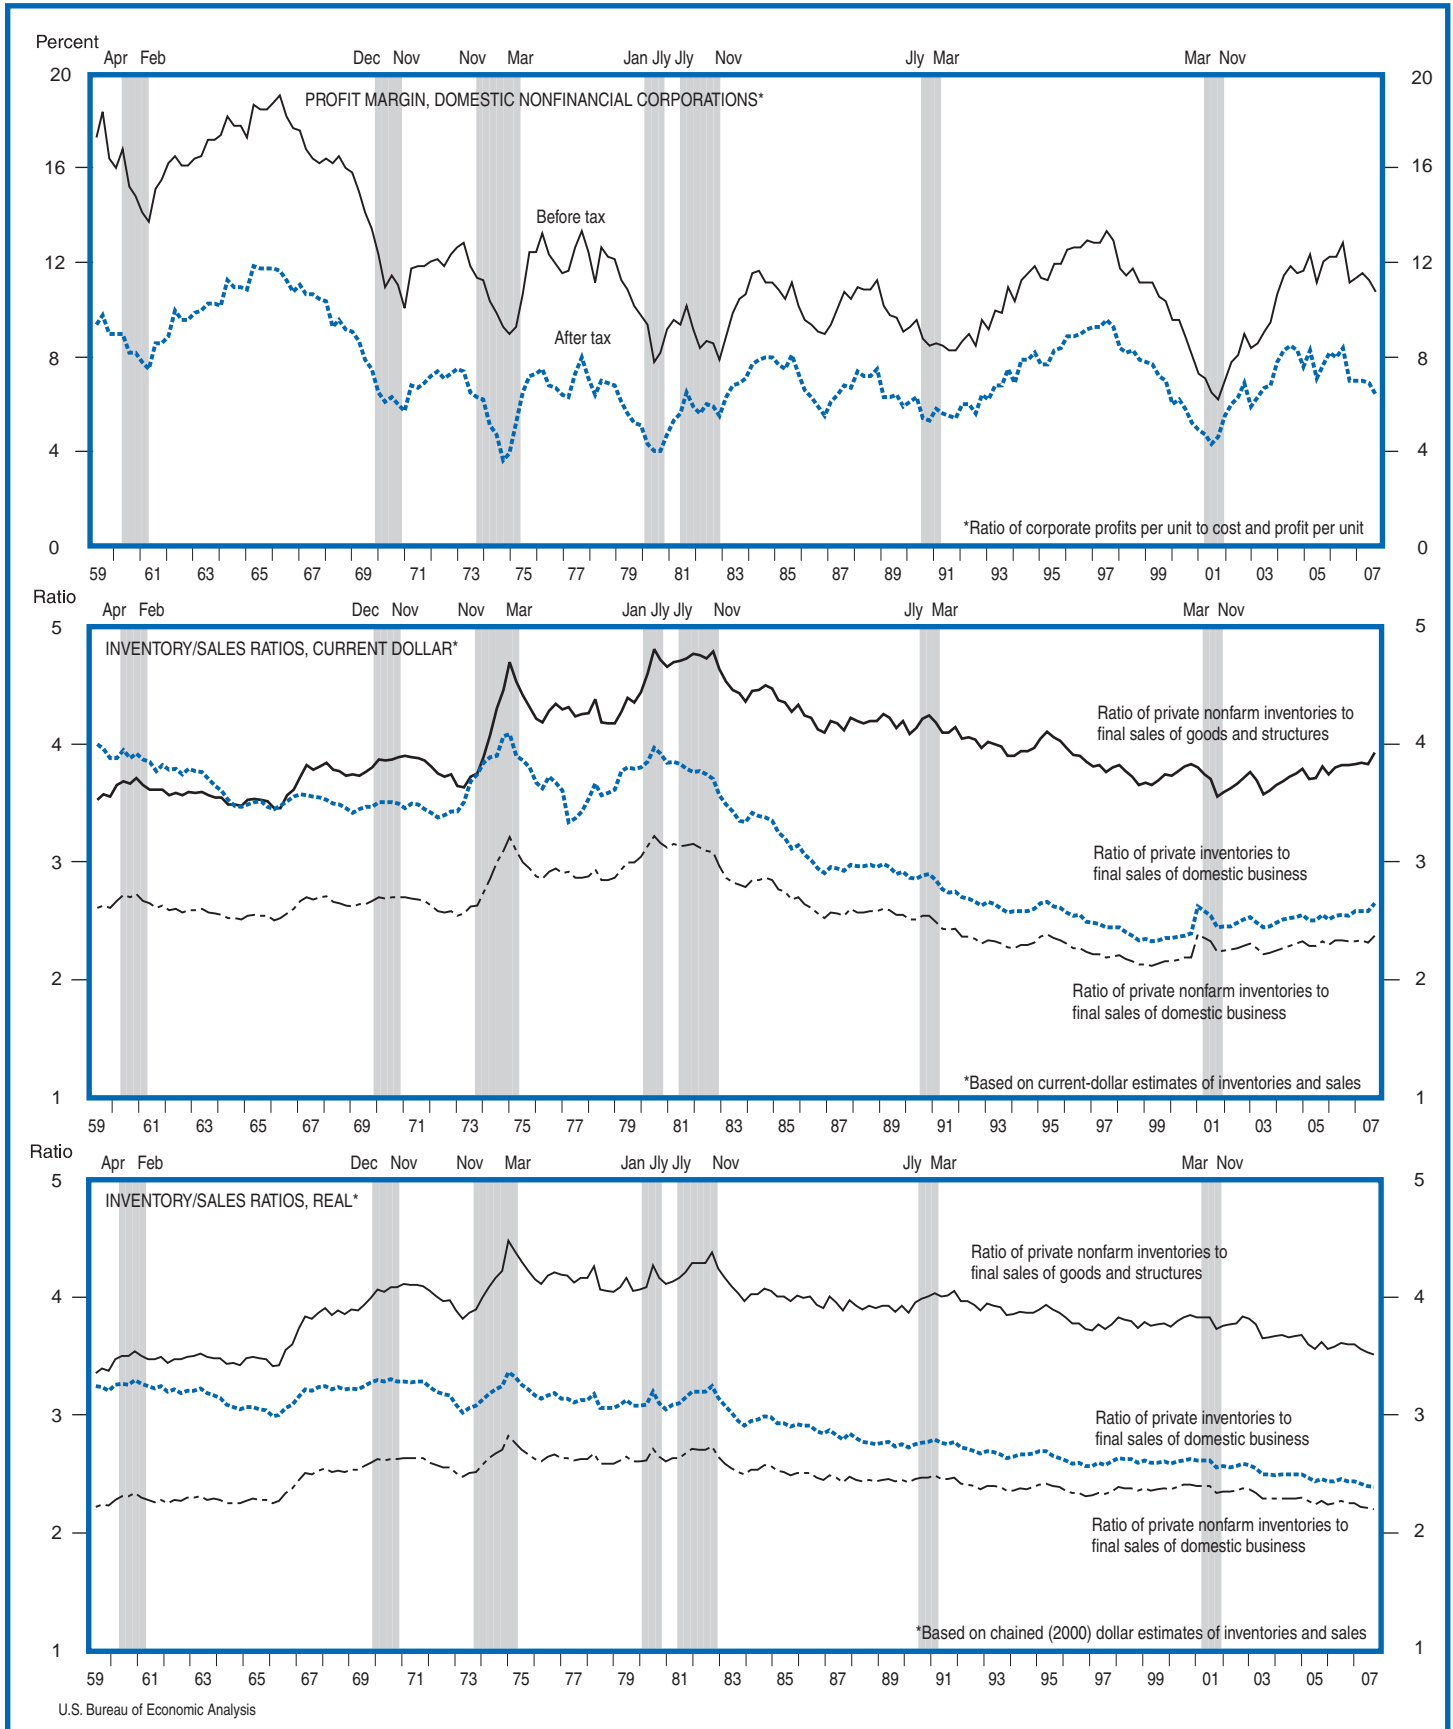 Percent
Apr Feb Dec Nov Nov Mar Jan Jly Jly Nov Jly Mar Mar Nov
20 20
PROFIT MARGIN, DOMESTIC NONFINANCIAL CORPORATIONS*
16 16
Before tax
12 12
After tax
8 8
4 4
*Ratio of corporate profits per unit to cost and profit per unit
0 0
59 61 63 65 67 69 71 73 75 77 79 81 83 85 87 89 91 93 95 97 99 01 03 05 07
Ratio
Apr Feb Dec Nov Nov Mar Jan Jly Jly Nov Jly Mar Mar Nov
5 5
INVENTORY/SALES RATIOS, CURRENT DOLLAR*
Ratio of private nonfarm inventories to
final sales of goods and structures
4 4
Ratio of private inventories to
final sales of domestic business
3 3
2 2
Ratio of private nonfarm inventories to
final sales of domestic business
*Based on current-dollar estimates of inventories and sales
1 1
59 61 63 65 67 69 71 73 75 77 79 81 83 85 87 89 91 93 95 97 99 01 03 05 07
Ratio
Apr Feb Dec Nov Nov Mar Jan Jly Jly Nov Jly Mar Mar Nov
5 5
INVENTORY/SALES RATIOS, REAL*
Ratio of private nonfarm inventories to
final sales of goods and structures
4 4
3 3
Ratio of private inventories to
final sales of domestic business
2 2
Ratio of private nonfarm inventories to
final sales of domestic business
*Based on chained (2000) dollar estimates of inventories and sales
1 1
59 61 63 65 67 69 71 73 75 77 79 81 83 85 87 89 91 93 95 97 99 01 03 05 07
U.S. Bureau of Economic Analysis